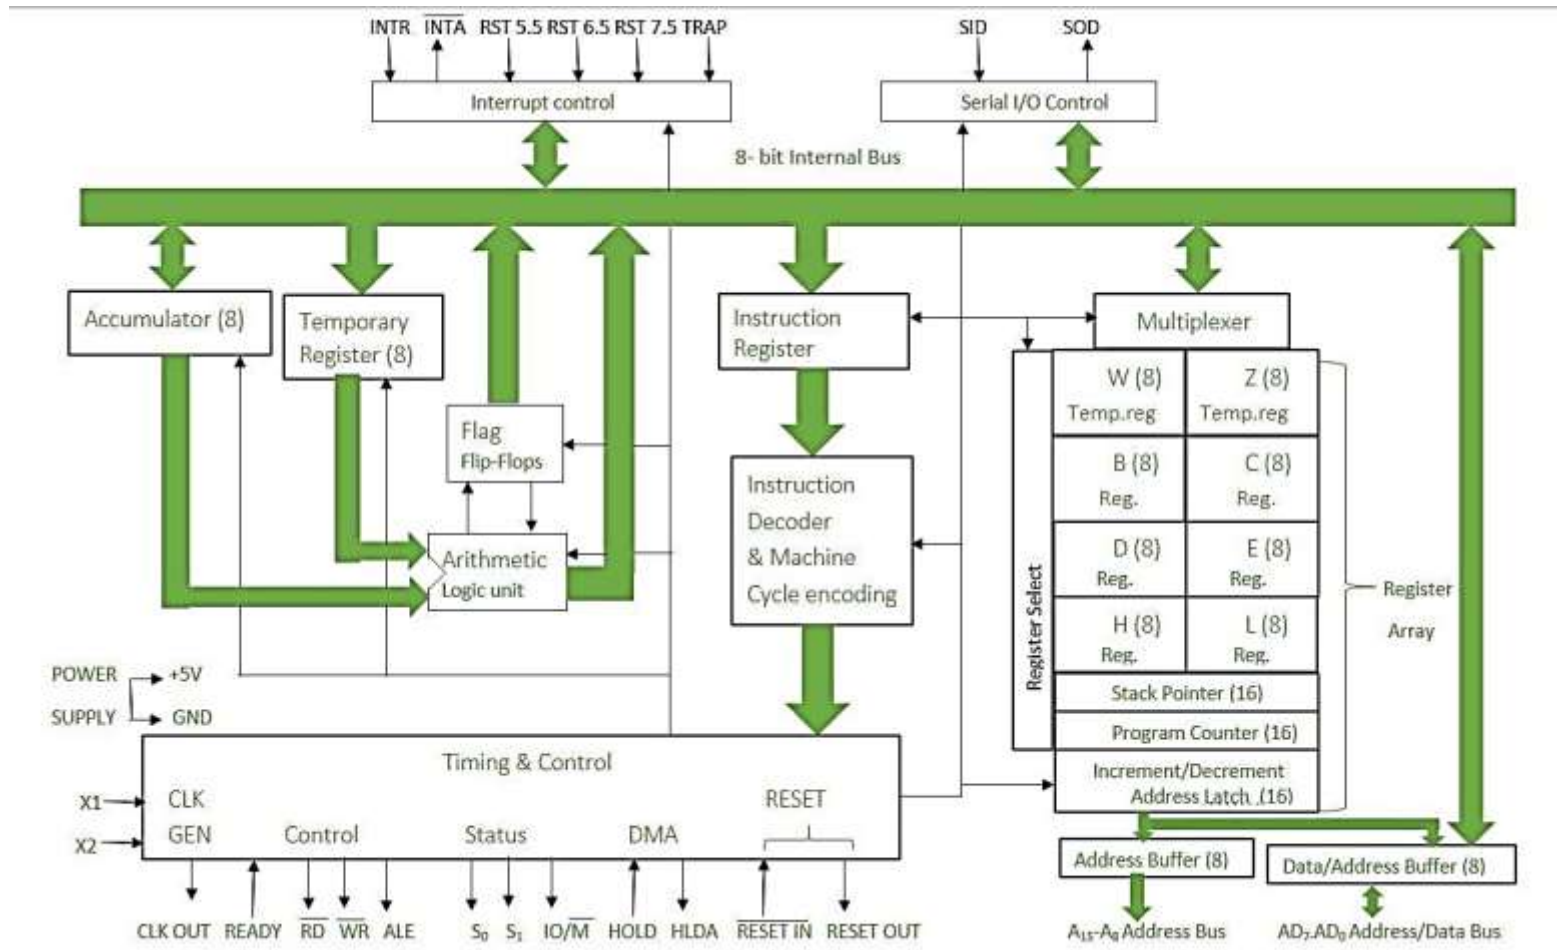 INTR INTA RST 5.5 RST 6.5 RST 7.5 TRAP
SID SOD
Interrupt control
Serial I/O Control
8- bit Internal Bus
Accumulator (8)
Temporary
Register (8)
Instruction
Register
Multiplexer
Flag
Flip-Flops
W (8)
Temp.reg
Z (8)
Temp.reg
B (8)
Reg.
C (8)
Reg.
Instruction
Decoder
& Machine
Cycle encoding
Arithmetic
Logic unit
D (8)
Reg.
E (8)
Reg.
H (8)
Reg.
L (8)
Reg.
Register Select
Register
Array
Stack Pointer (16)
Program Counter (16)
Increment/Decrement
Address Latch .(16)
POWER +5V
SUPPLY GND
Timing & Control
X1 CLK
X2 GEN
Control
Status
DMA
RESET
Address Buffer (8)
Data/Address Buffer (8)
CLK OUT READY RD WR ALE S₀ S₁ IO/M HOLD HLDA RESET IN RESET OUT
A₁₅-A₈ Address Bus
AD₇.AD₀ Address/Data Bus